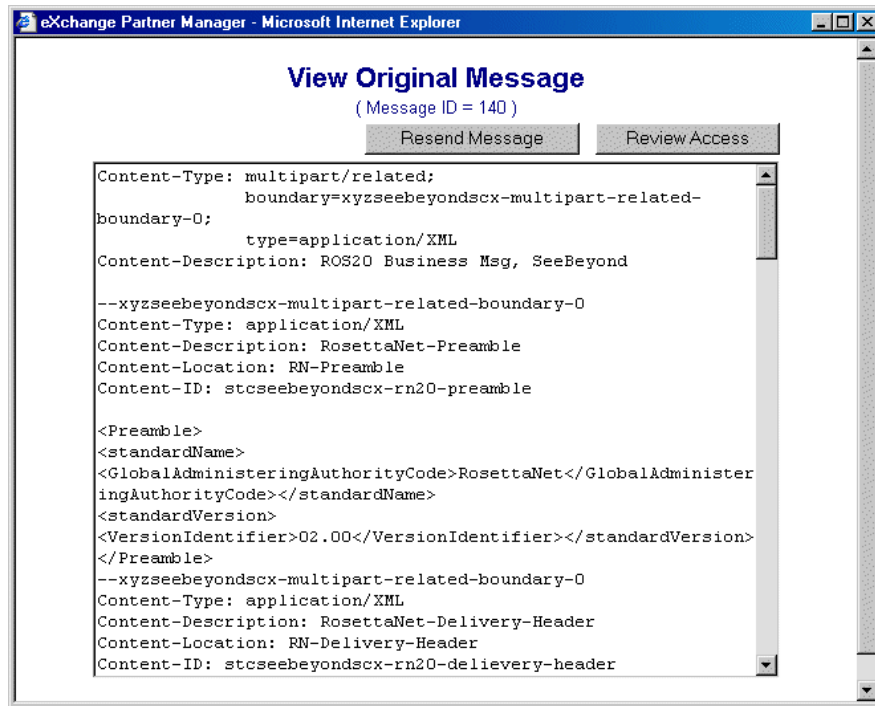 eXchange Partner Manager - Microsoft Internet Explorer
View Original Message
( Message ID = 140 )
Resend Message Review Access
Content-Type: multipart/related;
boundary=xyzseebeyondscx-multipart-related-
boundary-0;
type=application/XML
Content-Description: ROS20 Business Msg, SeeBeyond
--xyzseebeyondscx-multipart-related-boundary-0
Content-Type: application/XML
Content-Description: RosettaNet-Preamble
Content-Location: RN-Preamble
Content-ID: stcseebeyondscx-rn20-preamble
<Preamble>
<standardName>
<GlobalAdministeringAuthorityCode>RosettaNet</GlobalAdminister
ingAuthorityCode></standardName>
<standardVersion>
<VersionIdentifier>02.00</VersionIdentifier></standardVersion>
</Preamble>
--xyzseebeyondscx-multipart-related-boundary-0
Content-Type: application/XML
Content-Description: RosettaNet-Delivery-Header
Content-Location: RN-Delivery-Header
Content-ID: stcseebeyondscx-rn20-delievery-header